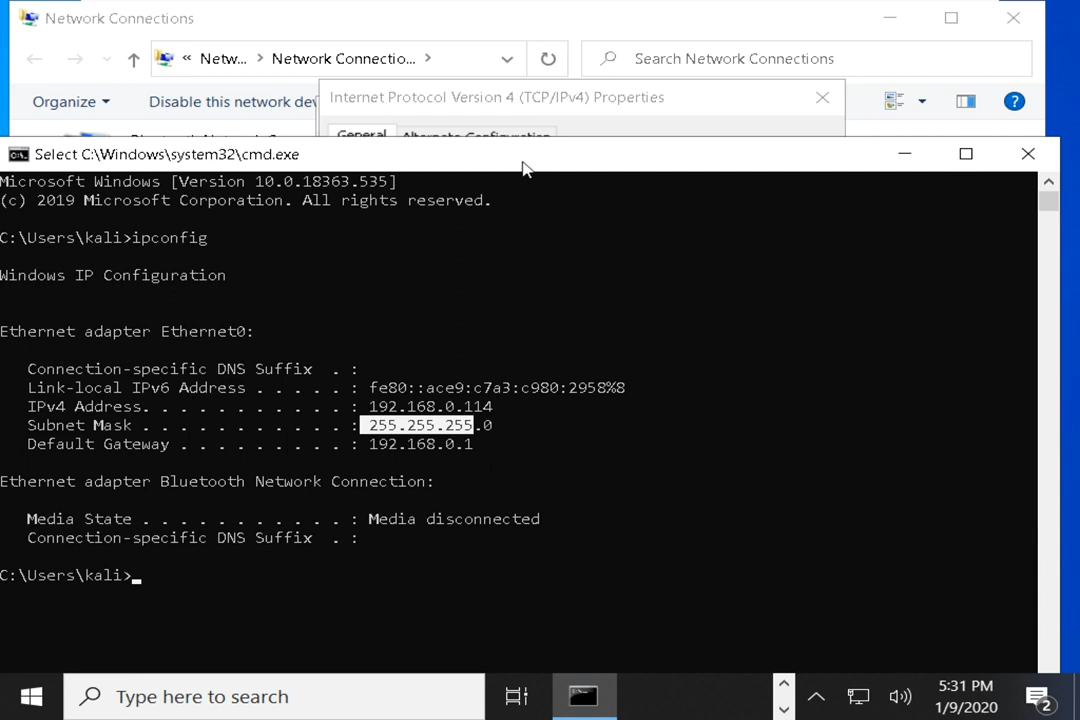 Network Connections
« Netw... > Network Connectio... >
Search Network Connections
Organize
Disable this network dev
Internet Protocol Version 4 (TCP/IPv4) Properties
General
Alternate Configuration
Select C:\Windows\system32\cmd.exe
Microsoft Windows [Version 10.0.18363.535]
(c) 2019 Microsoft Corporation. All rights reserved.
C:\Users\kali>ipconfig
Windows IP Configuration
Ethernet adapter Ethernet0:
Connection-specific DNS Suffix . :
Link-local IPv6 Address . . . . . : fe80::ace9:c7a3:c980:2958%8
IPv4 Address. . . . . . . . . . . : 192.168.0.114
Subnet Mask . . . . . . . . . . . : 255.255.255.0
Default Gateway . . . . . . . . . : 192.168.0.1
Ethernet adapter Bluetooth Network Connection:
Media State . . . . . . . . . . . : Media disconnected
Connection-specific DNS Suffix . :
C:\Users\kali>
Type here to search
5:31 PM
1/9/2020
2